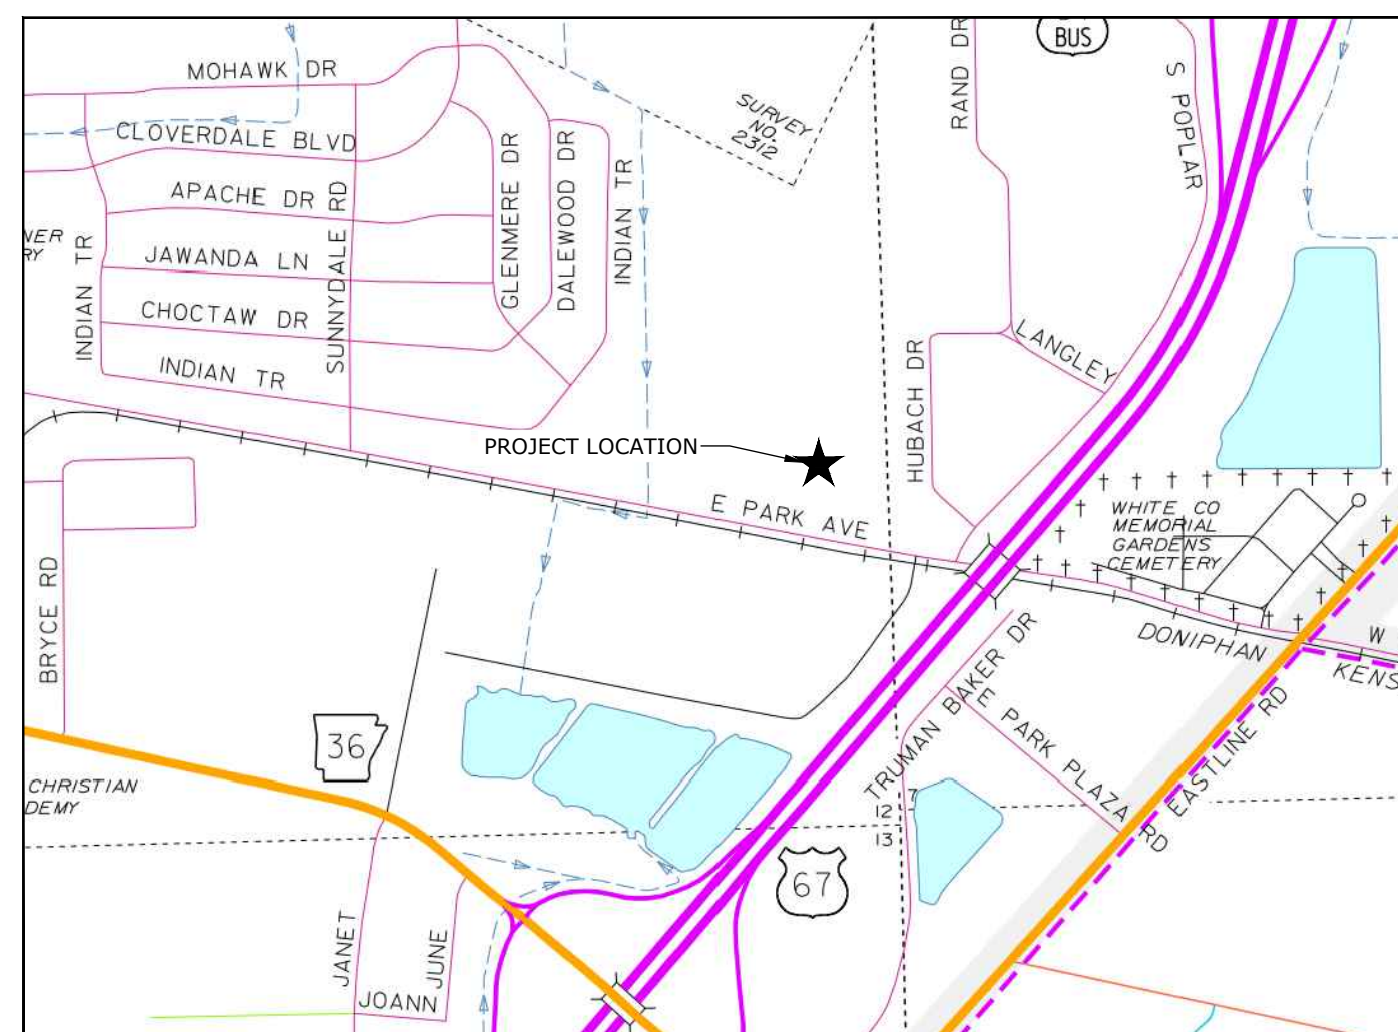 BUS
MOHAWK DR
CLOVERDALE BLVD
APACHE DR
JAWANDA LN
CHOCTAW DR
INDIAN TR
INDIAN TR
SUNNYDALE RD
GLENMERE DR
DALEWOOD DR
INDIAN TR
SURVEY
NO.
2312
RAND DR
S POPLAR
LANGLEY
HUBACH DR
PROJECT LOCATION
E PARK AVE
WHITE CO
MEMORIAL
GARDENS
CEMETERY
BRYCE RD
DONIPHAN
W
KENS
TRUMAN BAKER DR
E PARK PLAZA RD
EASTLINE RD
36
CHRISTIAN
DEMY
7
12
13
67
JANET
JUNE
JOANN